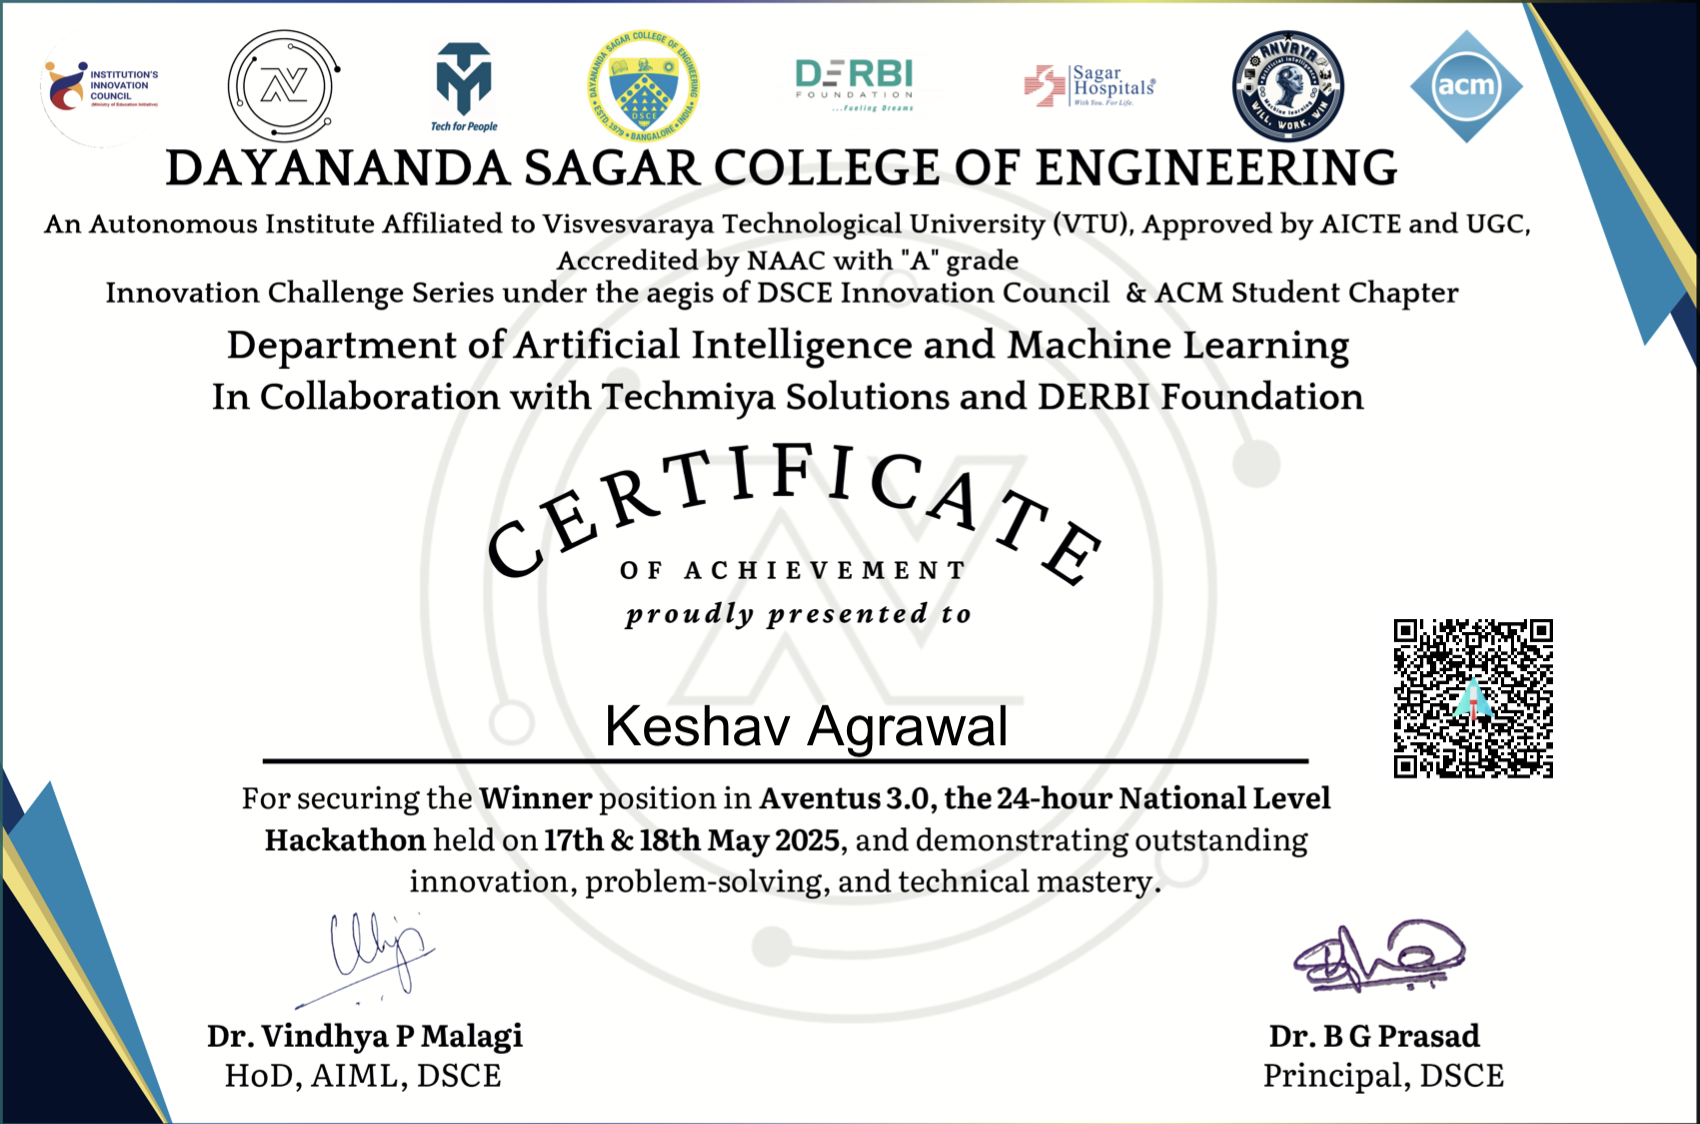 INSTITUTION'S
INNOVATION
COUNCIL
(Ministry of Education Initiative)
Tech for People
DAYANANDA SAGAR COLLEGE OF ENGINEERING
ESTD. 1979 • BANGALORE • INDIA
DSCE
DERBI
FOUNDATION
...Fueling Dreams
Sagar
Hospitals®
With You. For Life.
ANVRYA
Artificial intelligence
Machine learning
WILL, WORK, WIN
acm
DAYANANDA SAGAR COLLEGE OF ENGINEERING
An Autonomous Institute Affiliated to Visvesvaraya Technological University (VTU), Approved by AICTE and UGC,
Accredited by NAAC with "A" grade
Innovation Challenge Series under the aegis of DSCE Innovation Council & ACM Student Chapter
Department of Artificial Intelligence and Machine Learning
In Collaboration with Techmiya Solutions and DERBI Foundation
CERTIFICATE
OF ACHIEVEMENT
proudly presented to
Keshav Agrawal
For securing the Winner position in Aventus 3.0, the 24-hour National Level
Hackathon held on 17th & 18th May 2025, and demonstrating outstanding
innovation, problem-solving, and technical mastery.
Dr. Vindhya P Malagi
HoD, AIML, DSCE
Dr. B G Prasad
Principal, DSCE